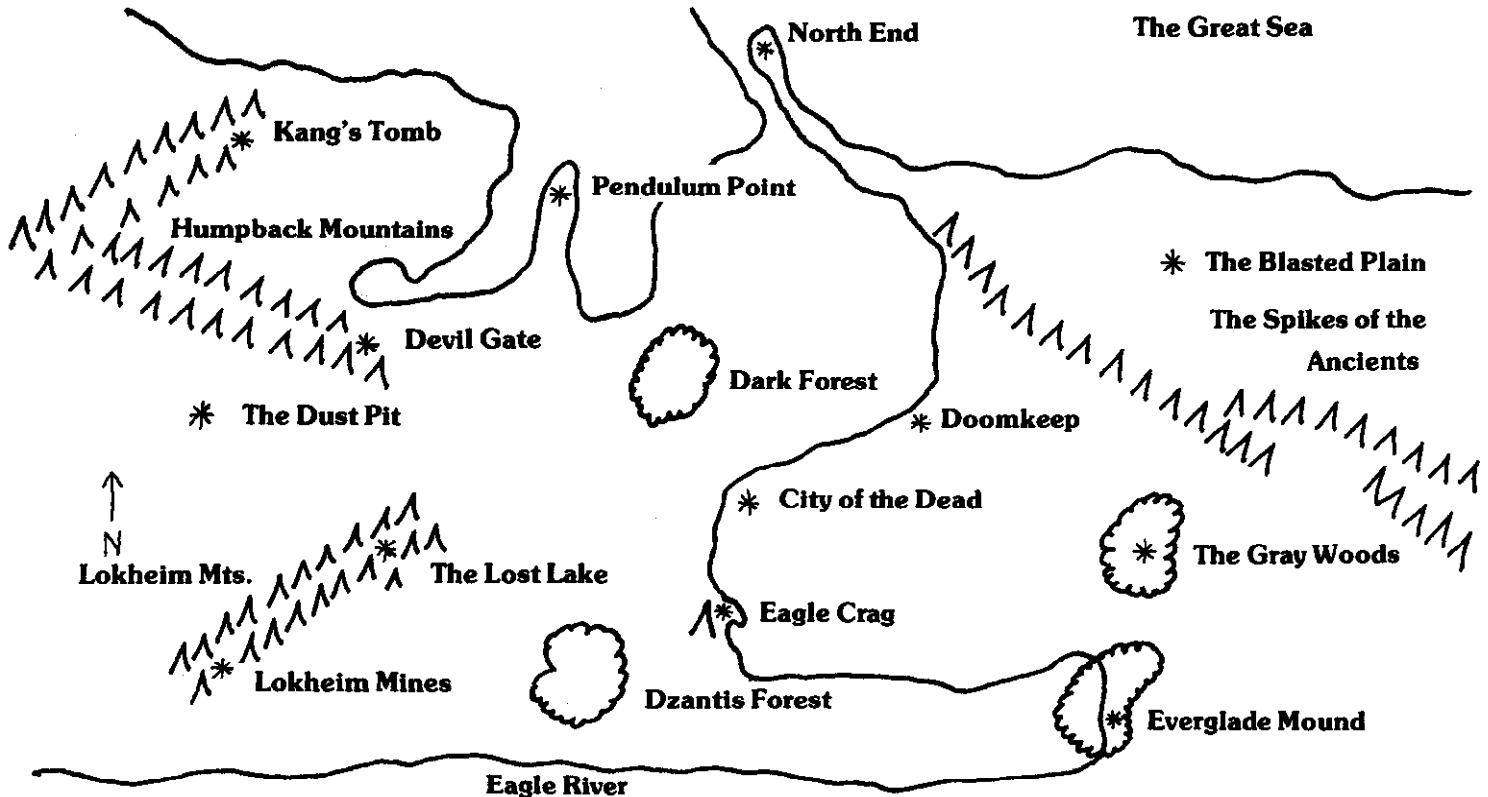 The Great Sea
North End
Kang's Tomb
Pendulum Point
Humpback Mountains
The Blasted Plain
The Spikes of the
Ancients
Devil Gate
Dark Forest
The Dust Pit
Doomkeep
City of the Dead
N
The Gray Woods
Lokheim Mts.
The Lost Lake
Eagle Crag
Lokheim Mines
Dzantis Forest
Everglade Mound
Eagle River